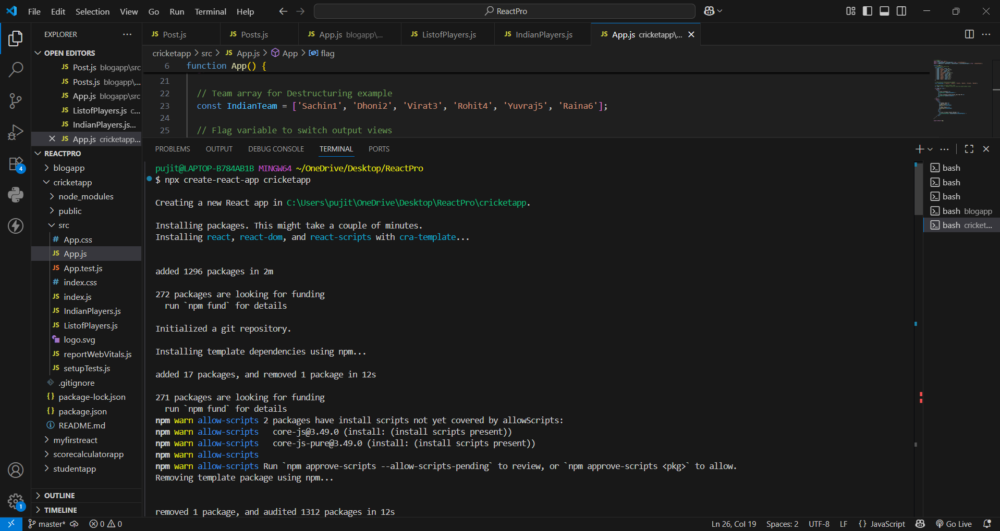 File Edit Selection View Go Run Terminal Help
ReactPro
EXPLORER
OPEN EDITORS
JS Post.js blogapp\src
JS Posts.js blogapp\...
JS App.js blogapp\src
JS ListofPlayers.js c...
JS IndianPlayers.js...
JS App.js cricketapp...
REACTPRO
blogapp
cricketapp
node_modules
public
src
# App.css
JS App.js
JS App.test.js
# index.css
JS index.js
JS IndianPlayers.js
JS ListofPlayers.js
logo.svg
JS reportWebVitals.js
JS setupTests.js
.gitignore
{} package-lock.json
{} package.json
README.md
myfirstreact
scorecalculatorapp
studentapp
OUTLINE
TIMELINE
4
1
JS Post.js JS Posts.js JS App.js blogapp\... JS ListofPlayers.js JS IndianPlayers.js JS App.js cricketapp\...
cricketapp > src > JS App.js > App > flag
6 function App() {
21
22 // Team array for Destructuring example
23 const IndianTeam = ['Sachin1', 'Dhoni2', 'Virat3', 'Rohit4', 'Yuvraj5', 'Raina6'];
24
25 // Flag variable to switch output views
PROBLEMS OUTPUT DEBUG CONSOLE TERMINAL PORTS
pujit@LAPTOP-B784AB1B MINGW64 ~/OneDrive/Desktop/ReactPro
$ npx create-react-app cricketapp
Creating a new React app in C:\Users\pujit\OneDrive\Desktop\ReactPro\cricketapp.
Installing packages. This might take a couple of minutes.
Installing react, react-dom, and react-scripts with cra-template...
added 1296 packages in 2m
272 packages are looking for funding
run `npm fund` for details
Initialized a git repository.
Installing template dependencies using npm...
added 17 packages, and removed 1 package in 12s
271 packages are looking for funding
run `npm fund` for details
npm warn allow-scripts 2 packages have install scripts not yet covered by allowScripts:
npm warn allow-scripts   core-js@3.49.0 (install: (install scripts present))
npm warn allow-scripts   core-js-pure@3.49.0 (install: (install scripts present))
npm warn allow-scripts
npm warn allow-scripts Run `npm approve-scripts --allow-scripts-pending` to review, or `npm approve-scripts <pkg>` to allow.
Removing template package using npm...
removed 1 package, and audited 1312 packages in 12s
bash
bash
bash
bash blogapp
bash cricket...
master* 0 0 Ln 26, Col 19 Spaces: 2 UTF-8 LF {} JavaScript Go Live